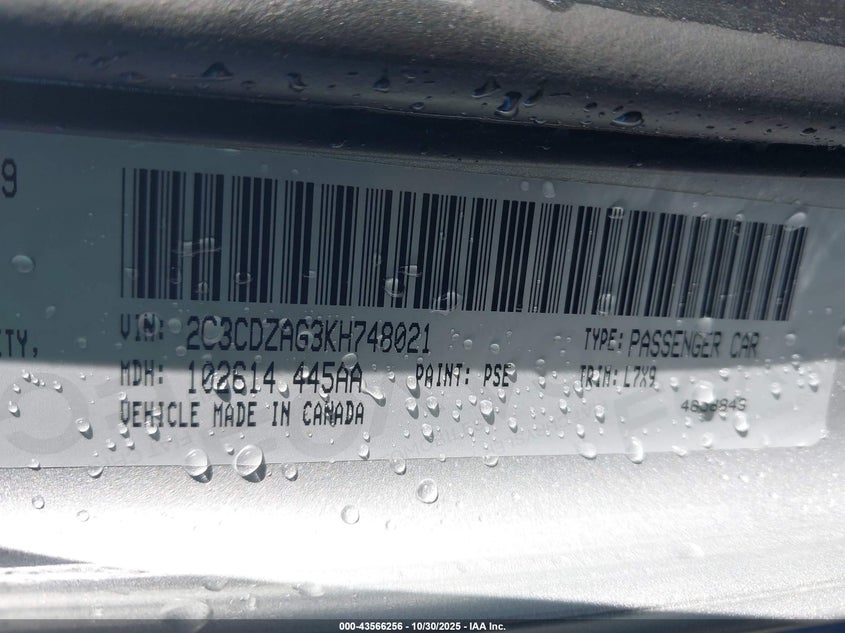 9
VIN: 2C3CDZAG3KH748021 TYPE: PASSENGER CAR
ITY,
MDH: 102614 445AA PAINT: PSE TRIM: L7X9
VEHICLE MADE IN CANADA
000-43566256 - 10/30/2025 - IAA Inc.